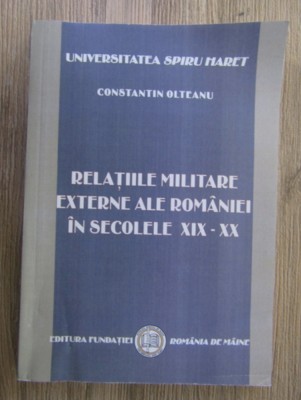 UNIVERSITATEA SPIRU HARET
CONSTANTIN OLTEANU
RELAȚIILE MILITARE
EXTERNE ALE ROMÂNIEI
ÎN SECOLELE XIX - XX
EDITURA FUNDAȚIEI ROMÂNIA DE MÂINE